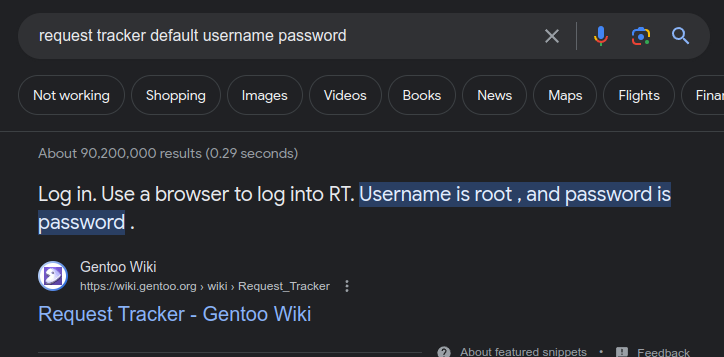 request tracker default username password
Not working
Shopping
Images
Videos
Books
News
Maps
Flights
Finan
About 90,200,000 results (0.29 seconds)
Log in. Use a browser to log into RT. Username is root , and password is
password .
Gentoo Wiki
https://wiki.gentoo.org › wiki › Request_Tracker
Request Tracker - Gentoo Wiki
About featured snippets • Feedback